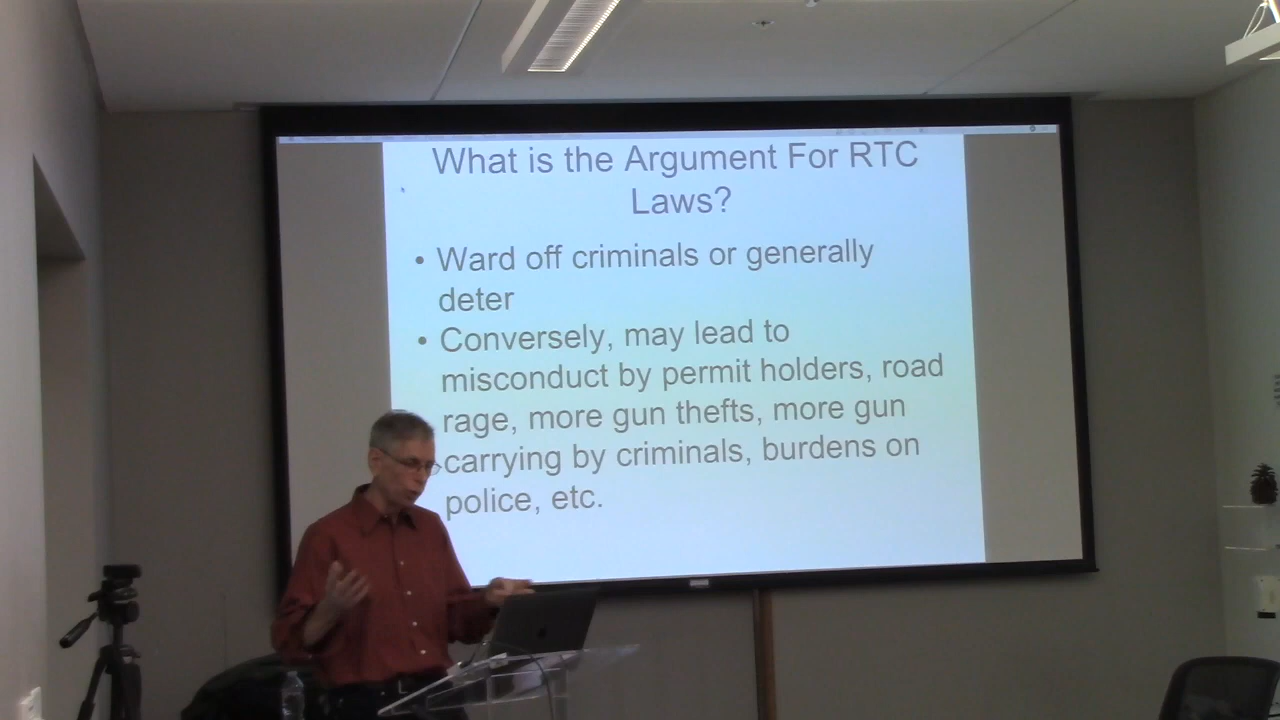 What is the Argument For RTC
Laws?
• Ward off criminals or generally
deter
• Conversely, may lead to
misconduct by permit holders, road
rage, more gun thefts, more gun
carrying by criminals, burdens on
police, etc.